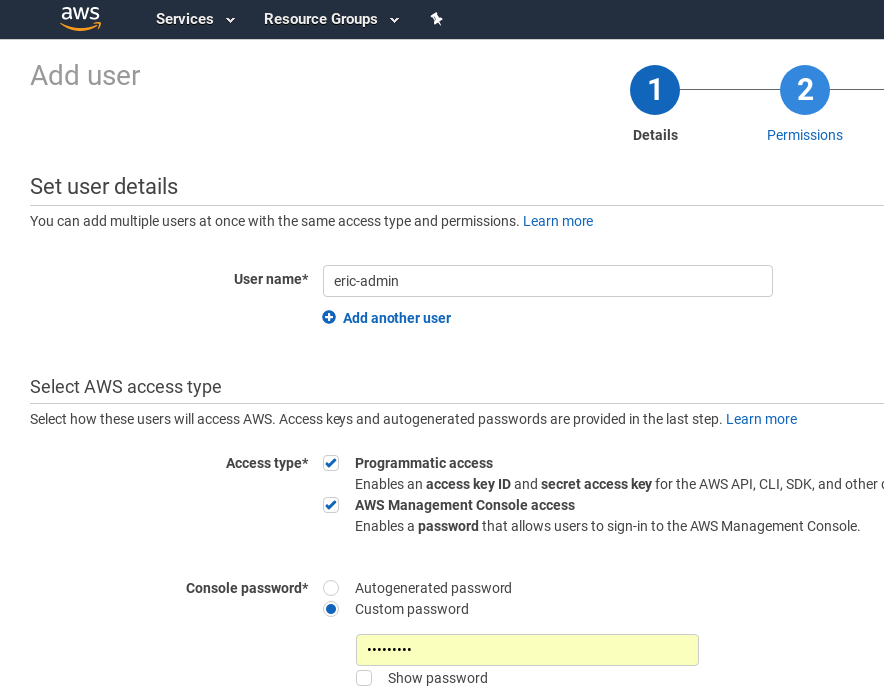 aws Services Resource Groups
Add user
1 2
Details Permissions
Set user details
You can add multiple users at once with the same access type and permissions. Learn more
User name* eric-admin
Add another user
Select AWS access type
Select how these users will access AWS. Access keys and autogenerated passwords are provided in the last step. Learn more
Access type* Programmatic access
Enables an access key ID and secret access key for the AWS API, CLI, SDK, and other
AWS Management Console access
Enables a password that allows users to sign-in to the AWS Management Console.
Console password* Autogenerated password
Custom password
•••••••••
Show password